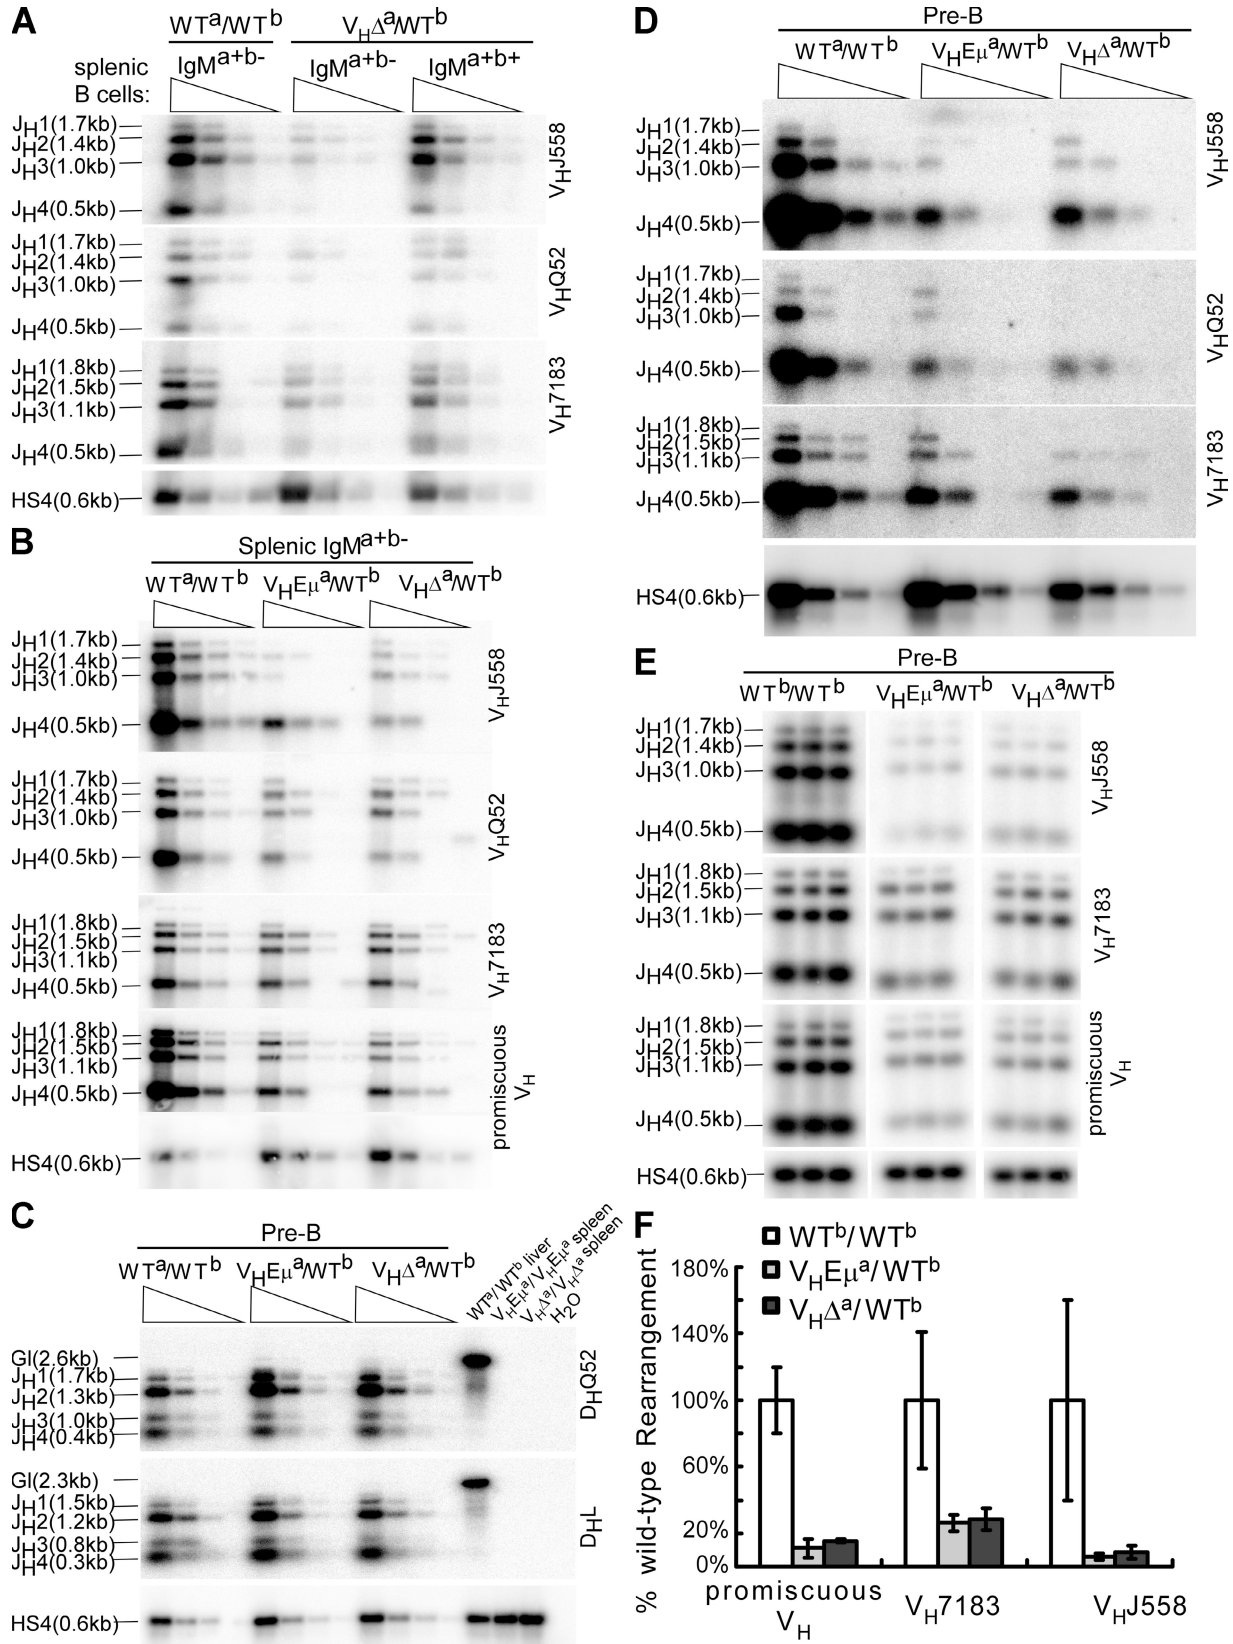 A
WTa/WTb VHΔa/WTb
splenic B cells: IgMa+b- IgMa+b- IgMa+b+
JH1(1.7kb)
JH2(1.4kb)
JH3(1.0kb)
JH4(0.5kb)
VHJ558
JH1(1.7kb)
JH2(1.4kb)
JH3(1.0kb)
JH4(0.5kb)
VHQ52
JH1(1.8kb)
JH2(1.5kb)
JH3(1.1kb)
JH4(0.5kb)
VH7183
HS4(0.6kb)
B
Splenic IgMa+b-
WTa/WTb VHEμa/WTb VHΔa/WTb
JH1(1.7kb)
JH2(1.4kb)
JH3(1.0kb)
JH4(0.5kb)
VHJ558
JH1(1.7kb)
JH2(1.4kb)
JH3(1.0kb)
JH4(0.5kb)
VHQ52
JH1(1.8kb)
JH2(1.5kb)
JH3(1.1kb)
JH4(0.5kb)
VH7183
JH1(1.8kb)
JH2(1.5kb)
JH3(1.1kb)
JH4(0.5kb)
promiscuous
VH
HS4(0.6kb)
C
Pre-B
WTa/WTb VHEμa/WTb VHΔa/WTb
WTa/WTb liver
VHEμa/VHEμa spleen
VHΔa/VHΔa spleen
H2O
Gl(2.6kb)
JH1(1.7kb)
JH2(1.3kb)
JH3(1.0kb)
JH4(0.4kb)
DHQ52
Gl(2.3kb)
JH1(1.5kb)
JH2(1.2kb)
JH3(0.8kb)
JH4(0.3kb)
DHL
HS4(0.6kb)
D
Pre-B
WTa/WTb VHEμa/WTb VHΔa/WTb
JH1(1.7kb)
JH2(1.4kb)
JH3(1.0kb)
JH4(0.5kb)
VHJ558
JH1(1.7kb)
JH2(1.4kb)
JH3(1.0kb)
JH4(0.5kb)
VHQ52
JH1(1.8kb)
JH2(1.5kb)
JH3(1.1kb)
JH4(0.5kb)
VH7183
HS4(0.6kb)
E
Pre-B
WTb/WTb VHEμa/WTb VHΔa/WTb
JH1(1.7kb)
JH2(1.4kb)
JH3(1.0kb)
JH4(0.5kb)
VHJ558
JH1(1.8kb)
JH2(1.5kb)
JH3(1.1kb)
JH4(0.5kb)
VH7183
JH1(1.8kb)
JH2(1.5kb)
JH3(1.1kb)
JH4(0.5kb)
promiscuous
VH
HS4(0.6kb)
F
WTb/WTb
VHEμa/WTb
VHΔa/WTb
% wild-type Rearrangement
180%
140%
100%
60%
20%
0%
promiscuous VH
VH7183
VHJ558